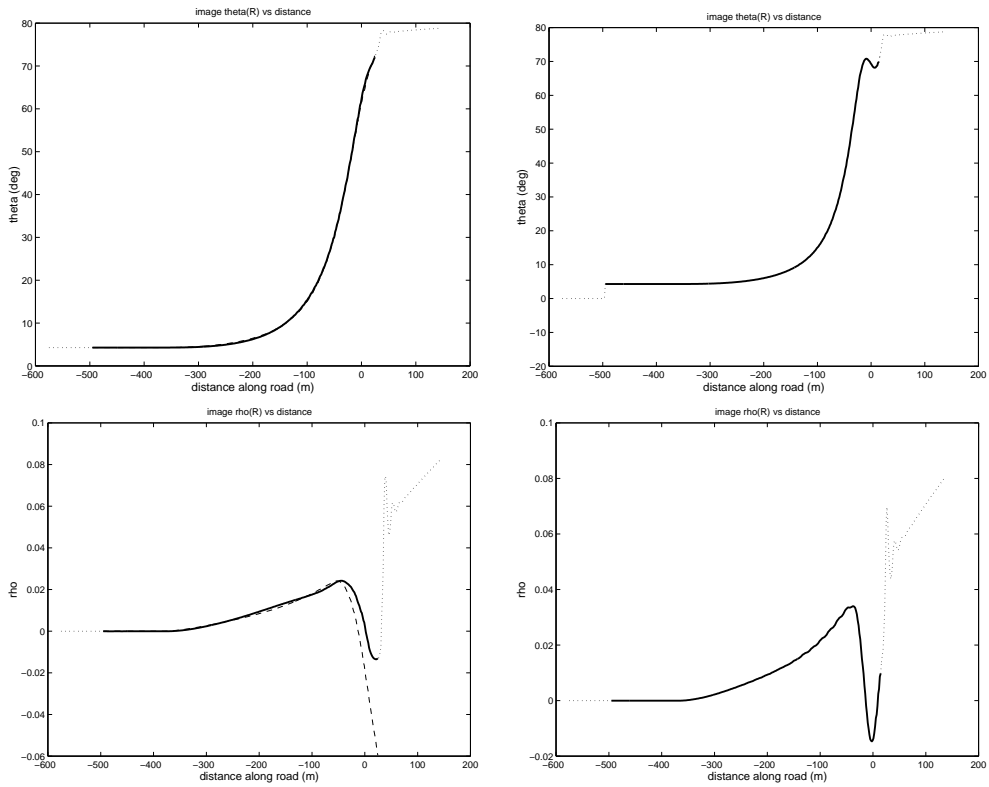 image theta(R) vs distance
80
70
60
50
40
30
20
10
0
theta (deg)
−600 −500 −400 −300 −200 −100 0 100 200
distance along road (m)
image theta(R) vs distance
80
70
60
50
40
30
20
10
0
−10
−20
theta (deg)
−600 −500 −400 −300 −200 −100 0 100 200
distance along road (m)
image rho(R) vs distance
0.1
0.08
0.06
0.04
0.02
0
−0.02
−0.04
−0.06
rho
−600 −500 −400 −300 −200 −100 0 100 200
distance along road (m)
image rho(R) vs distance
0.1
0.08
0.06
0.04
0.02
0
−0.02
rho
−600 −500 −400 −300 −200 −100 0 100 200
distance along road (m)